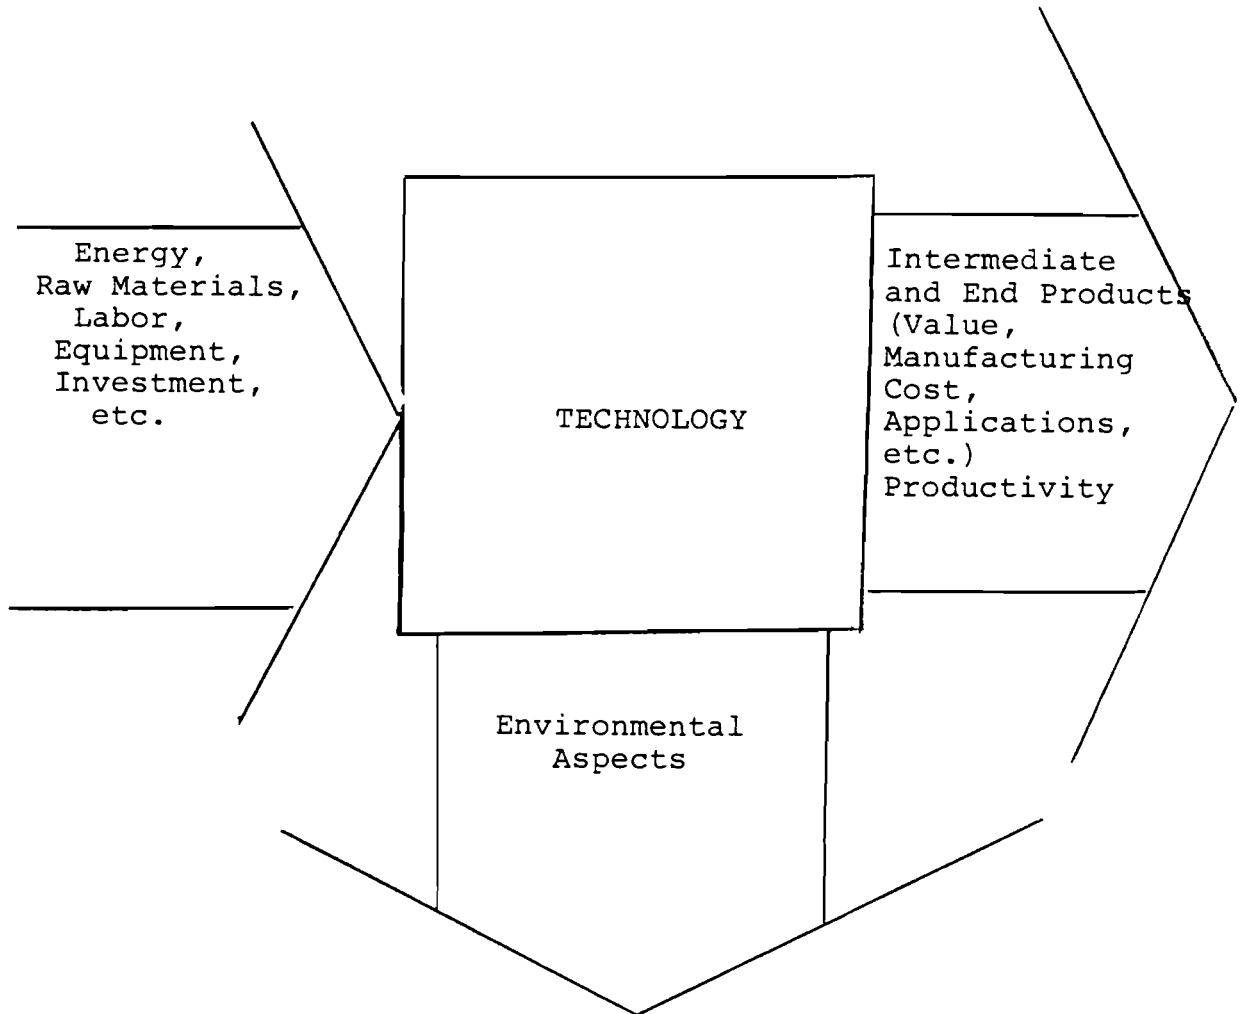 Energy,
Raw Materials,
Labor,
Equipment,
Investment,
etc.
TECHNOLOGY
Intermediate
and End Products
(Value,
Manufacturing
Cost,
Applications,
etc.)
Productivity
Environmental
Aspects